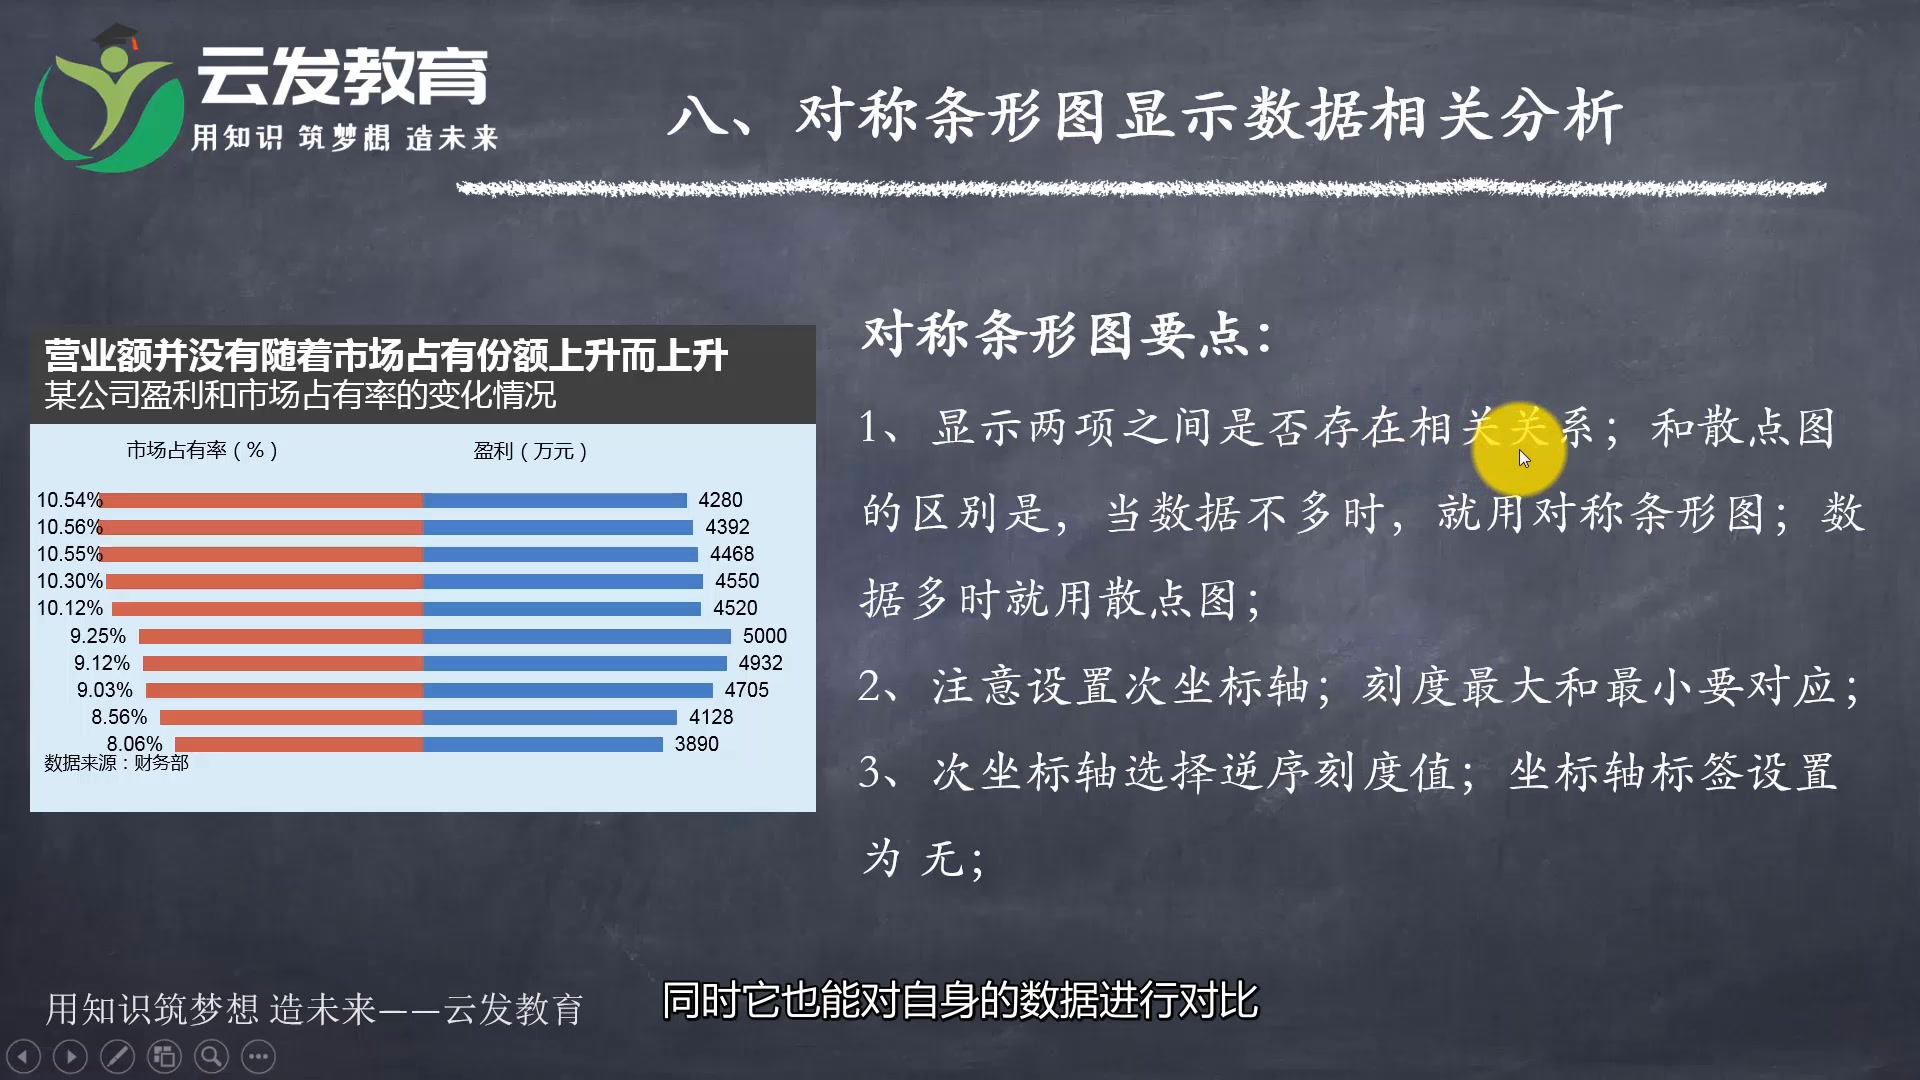 云发教育
用知识 筑梦想 造未来
八、对称条形图显示数据相关分析
营业额并没有随着市场占有份额上升而上升
某公司盈利和市场占有率的变化情况
市场占有率（%） 盈利（万元）
10.54% 4280
10.56% 4392
10.55% 4468
10.30% 4550
10.12% 4520
9.25% 5000
9.12% 4932
9.03% 4705
8.56% 4128
8.06% 3890
数据来源：财务部
对称条形图要点：
1、显示两项之间是否存在相关关系；和散点图
的区别是，当数据不多时，就用对称条形图；数
据多时就用散点图；
2、注意设置次坐标轴；刻度最大和最小要对应；
3、次坐标轴选择逆序刻度值；坐标轴标签设置
为 无；
用知识筑梦想 造未来——云发教育
同时它也能对自身的数据进行对比